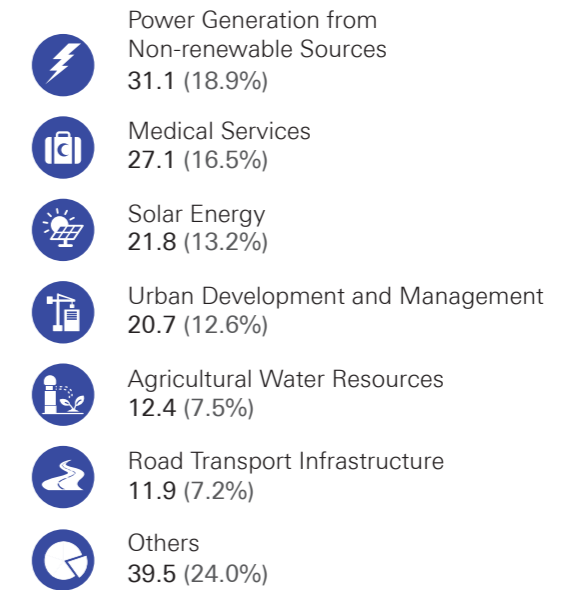 Power Generation from
Non-renewable Sources
31.1 (18.9%)
Medical Services
27.1 (16.5%)
Solar Energy
21.8 (13.2%)
Urban Development and Management
20.7 (12.6%)
Agricultural Water Resources
12.4 (7.5%)
Road Transport Infrastructure
11.9 (7.2%)
Others
39.5 (24.0%)